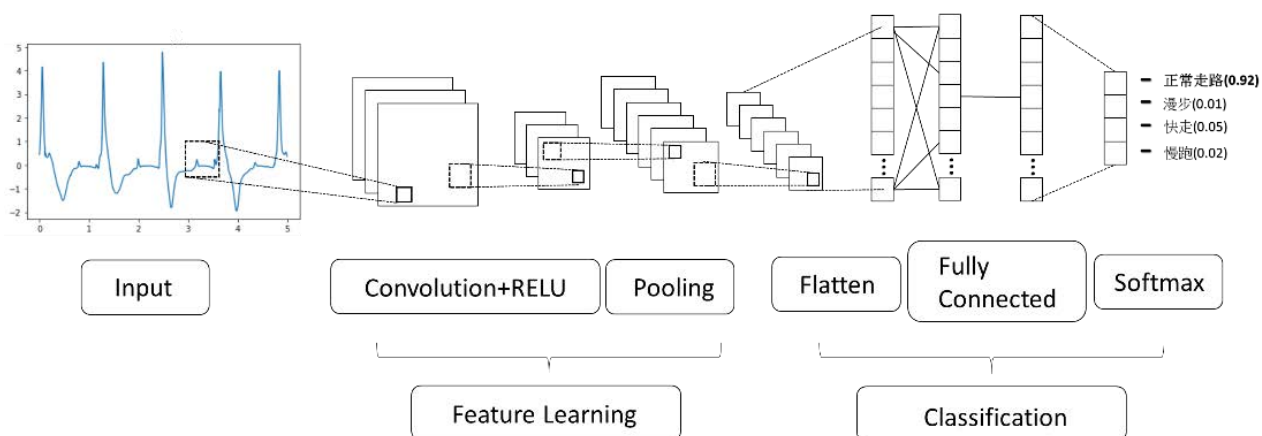 5
4
3
2
1
0
−1
−2
0 1 2 3 4 5
正常走路(0.92)
漫步(0.01)
快走(0.05)
慢跑(0.02)
Input
Convolution+RELU
Pooling
Flatten
Fully
Connected
Softmax
Feature Learning
Classification